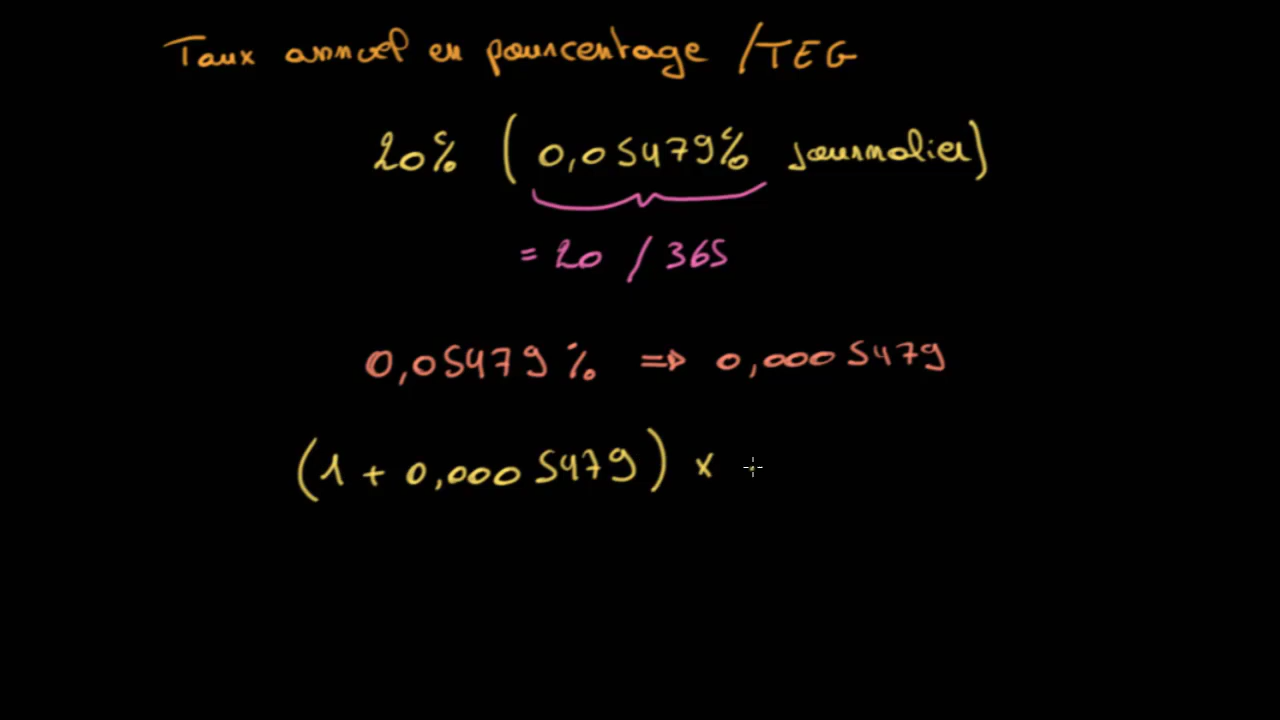 Taux annuel en pourcentage /TEG
20% (0,05479% journalier)
= 20 / 365
0,05479 % ⇒ 0,0005479
(1 + 0,0005479) x